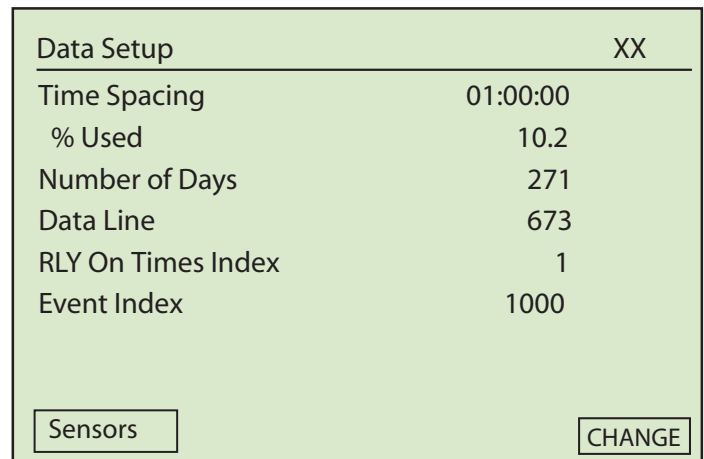 Data Setup XX
Time Spacing 01:00:00
% Used 10.2
Number of Days 271
Data Line 673
RLY On Times Index 1
Event Index 1000
Sensors CHANGE